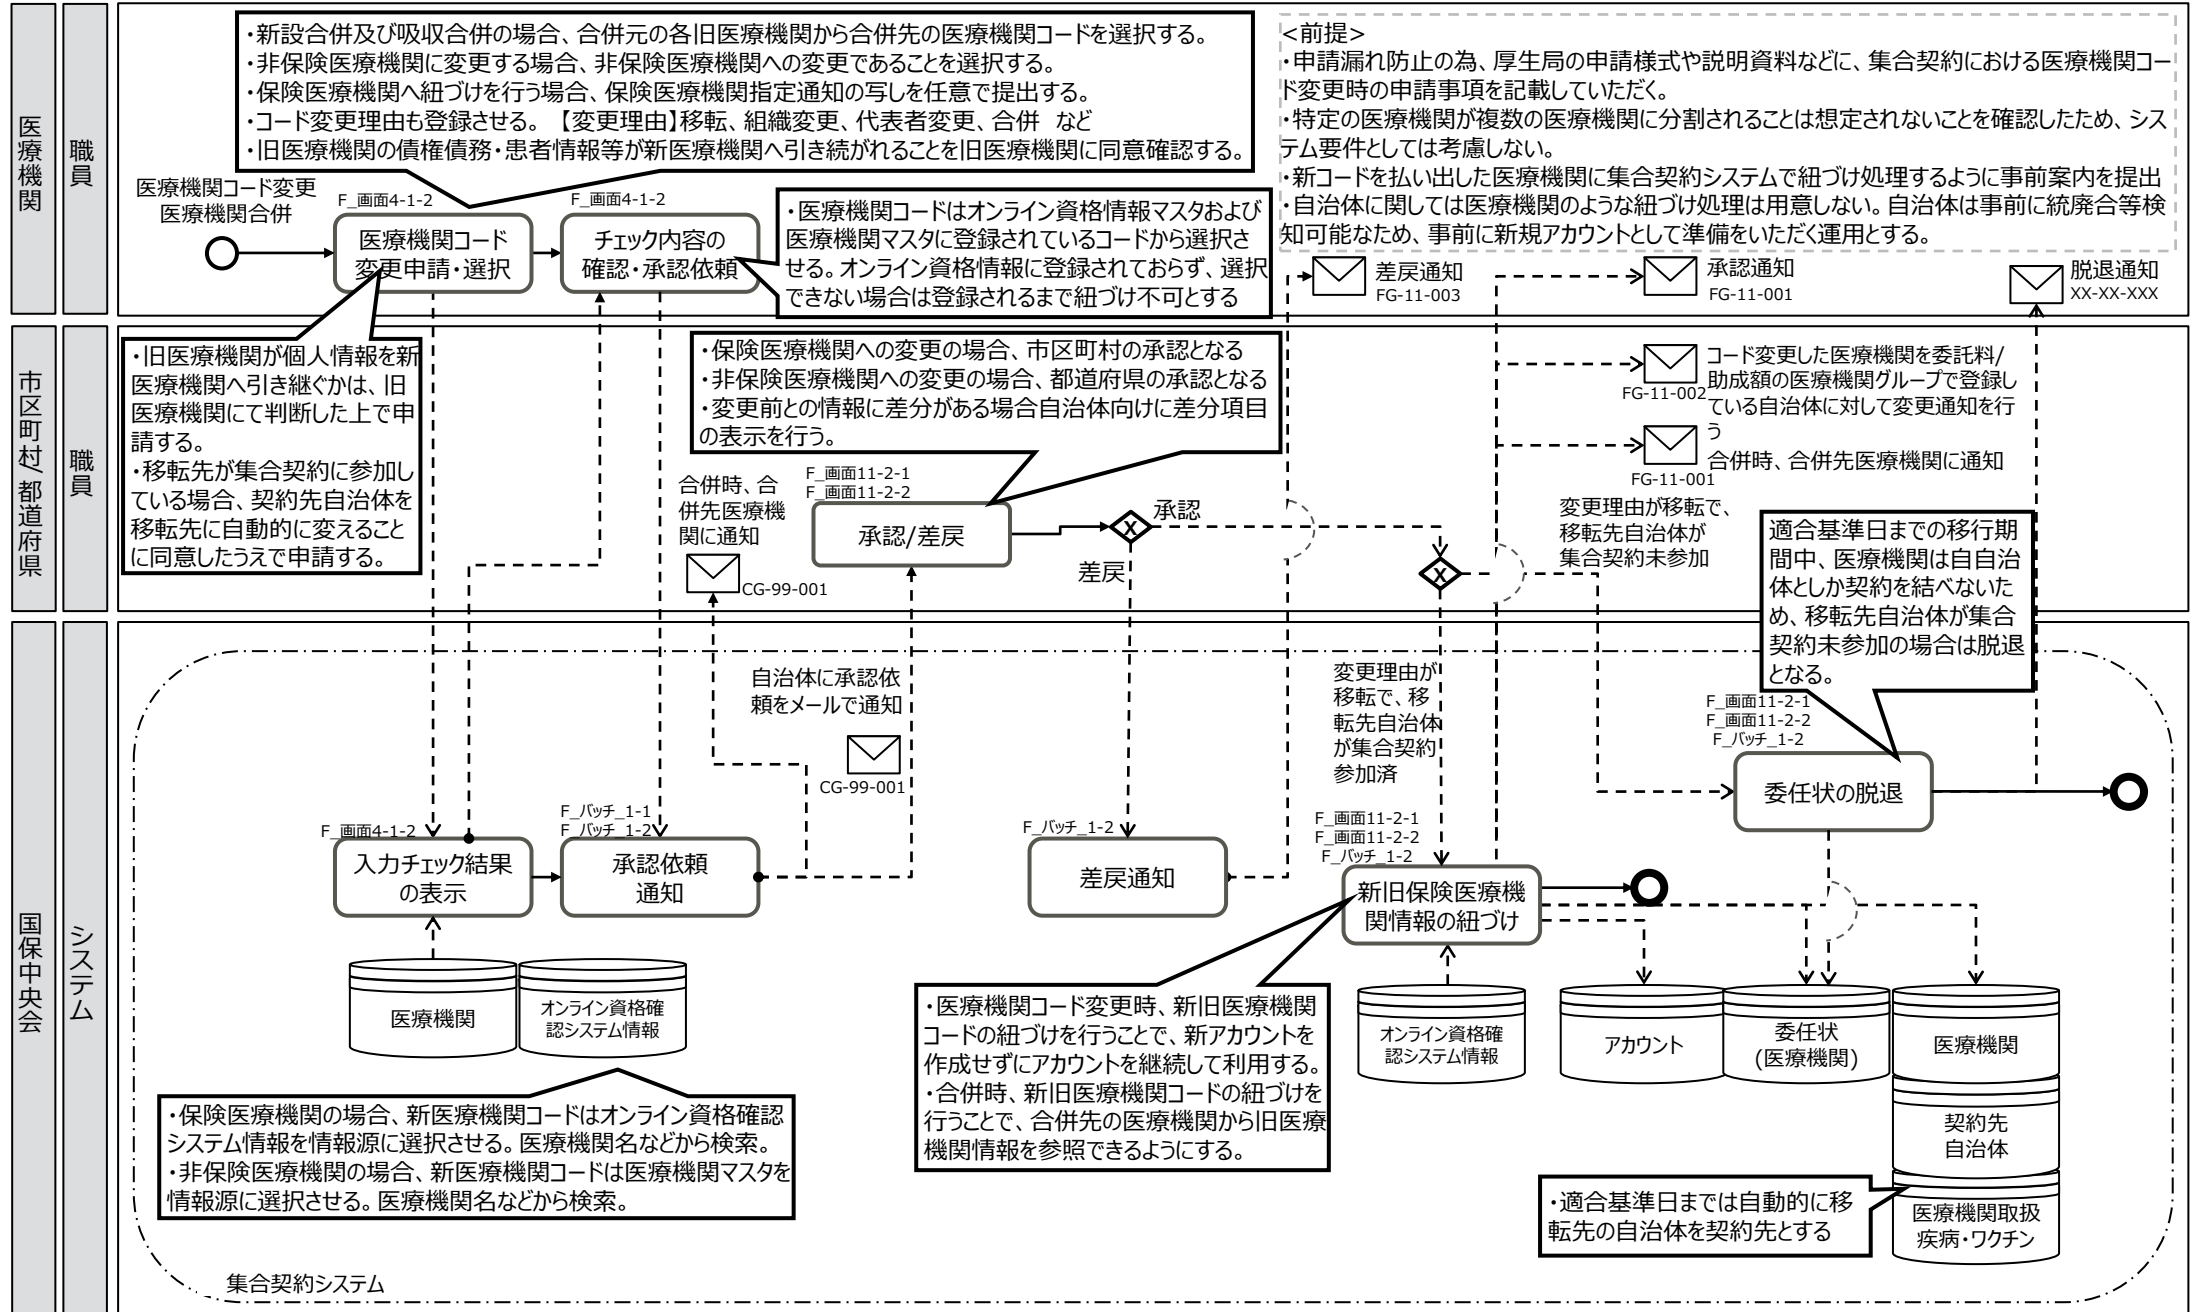 医療機関
職員
・新設合併及び吸収合併の場合、合併元の各旧医療機関から合併先の医療機関コードを選択する。
・非保険医療機関に変更する場合、非保険医療機関への変更であることを選択する。
・保険医療機関へ紐づけを行う場合、保険医療機関指定通知の写しを任意で提出する。
・コード変更理由も登録させる。【変更理由】移転、組織変更、代表者変更、合併 など
・旧医療機関の債権債務・患者情報等が新医療機関へ引き続がれることを旧医療機関に同意確認する。
<前提>
・申請漏れ防止の為、厚生局の申請様式や説明資料などに、集合契約における医療機関コー
ド変更時の申請事項を記載していただく。
・特定の医療機関が複数の医療機関に分割されることは想定されないことを確認したため、シス
テム要件としては考慮しない。
・新コードを払い出した医療機関に集合契約システムで紐づけ処理するように事前案内を提出
・自治体に関しては医療機関のような紐づけ処理は用意しない。自治体は事前に統廃合等検
知可能なため、事前に新規アカウントとして準備をいただく運用とする。
医療機関コード変更
医療機関合併
F_画面4-1-2
医療機関コード
変更申請・選択
F_画面4-1-2
チェック内容の
確認・承認依頼
・医療機関コードはオンライン資格情報マスタおよび
医療機関マスタに登録されているコードから選択さ
せる。オンライン資格情報に登録されておらず、選択
できない場合は登録されるまで紐づけ不可とする
差戻通知
FG-11-003
承認通知
FG-11-001
脱退通知
XX-XX-XXX
市区町村/都道府県
職員
・旧医療機関が個人情報を新
医療機関へ引き継ぐかは、旧
医療機関にて判断した上で申
請する。
・移転先が集合契約に参加し
ている場合、契約先自治体を
移転先に自動的に変えること
に同意したうえで申請する。
・保険医療機関への変更の場合、市区町村の承認となる
・非保険医療機関への変更の場合、都道府県の承認となる
・変更前との情報に差分がある場合自治体向けに差分項目
の表示を行う。
合併時、合
併先医療機
関に通知
CG-99-001
F_画面11-2-1
F_画面11-2-2
承認/差戻
X
承認
差戻
X
FG-11-002
コード変更した医療機関を委託料/
助成額の医療機関グループで登録し
ている自治体に対して変更通知を行
う
FG-11-001
合併時、合併先医療機関に通知
変更理由が移転で、
移転先自治体が
集合契約未参加
適合基準日までの移行期
間中、医療機関は自自治
体としか契約を結べないた
め、移転先自治体が集合
契約未参加の場合は脱退
となる。
国保中央会
システム
自治体に承認依
頼をメールで通知
CG-99-001
変更理由が
移転で、移
転先自治体
が集合契約
参加済
F_画面11-2-1
F_画面11-2-2
F_バッチ_1-2
委任状の脱退
F_画面4-1-2
入力チェック結果
の表示
F_バッチ_1-1
F_バッチ_1-2
承認依頼
通知
F_バッチ_1-2
差戻通知
F_画面11-2-1
F_画面11-2-2
F_バッチ_1-2
新旧保険医療機
関情報の紐づけ
医療機関
オンライン資格確
認システム情報
・医療機関コード変更時、新旧医療機関
コードの紐づけを行うことで、新アカウントを
作成せずにアカウントを継続して利用する。
・合併時、新旧医療機関コードの紐づけを
行うことで、合併先の医療機関から旧医療
機関情報を参照できるようにする。
オンライン資格確
認システム情報
アカウント
委任状
(医療機関)
医療機関
契約先
自治体
医療機関取扱
疾病・ワクチン
・保険医療機関の場合、新医療機関コードはオンライン資格確認
システム情報を情報源に選択させる。医療機関名などから検索。
・非保険医療機関の場合、新医療機関コードは医療機関マスタを
情報源に選択させる。医療機関名などから検索。
・適合基準日までは自動的に移
転先の自治体を契約先とする
集合契約システム